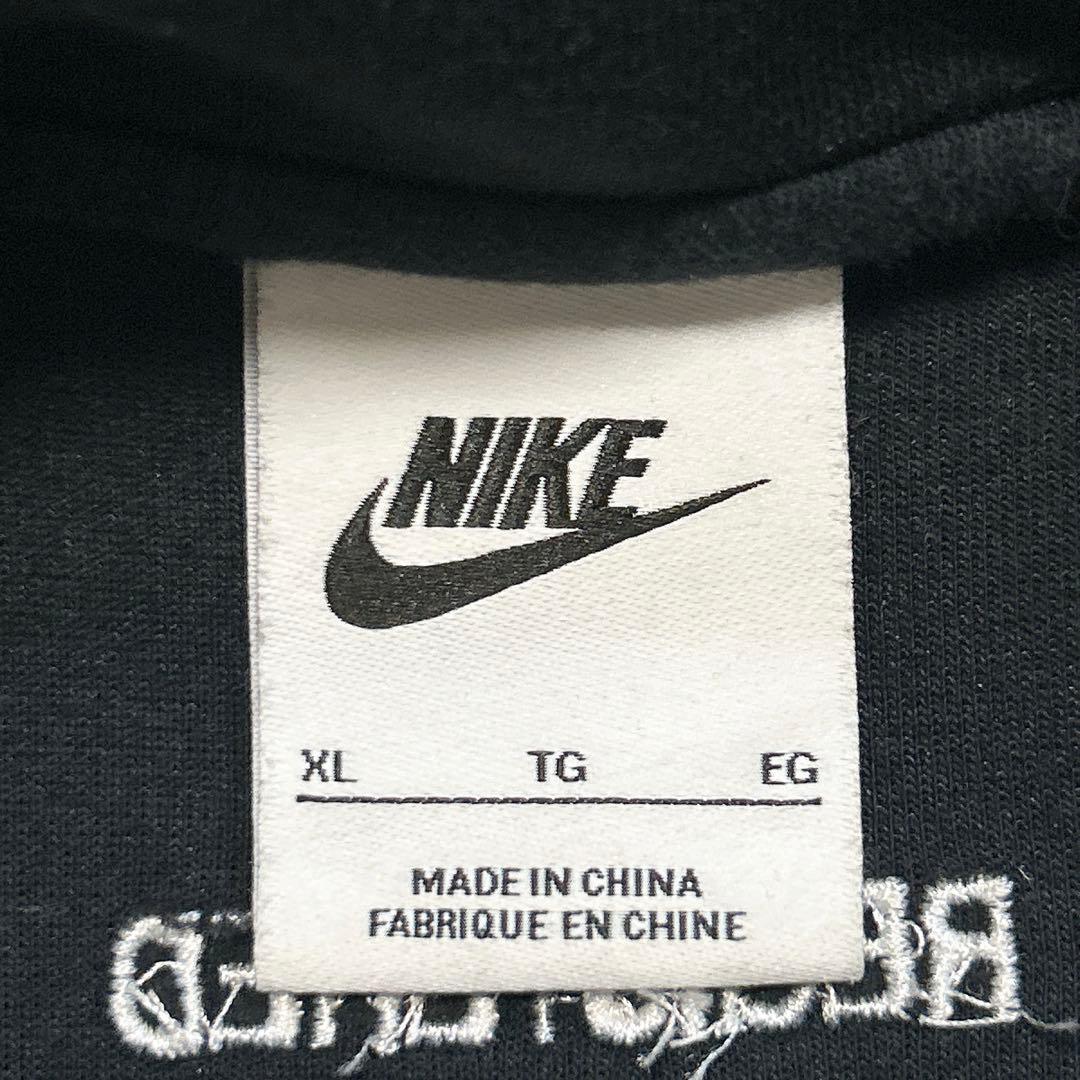 NIKE
XL TG EG
MADE IN CHINA
FABRIQUE EN CHINE